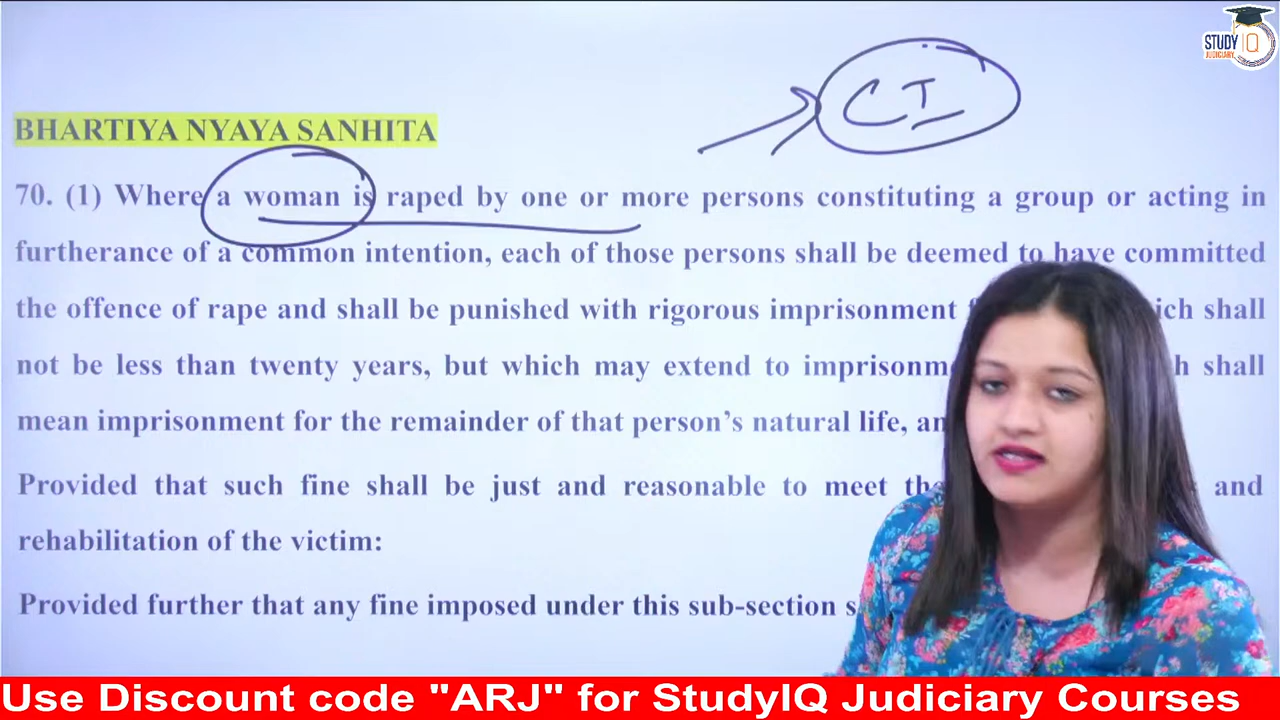 STUDY IQ
JUDICIARY
CI
BHARTIYA NYAYA SANHITA
70. (1) Where a woman is raped by one or more persons constituting a group or acting in
furtherance of a common intention, each of those persons shall be deemed to have committed
the offence of rape and shall be punished with rigorous imprisonment shall
not be less than twenty years, but which may extend to shall
mean imprisonment for the remainder of that person’s natural life,
Provided that such fine shall be just and reasonable to meet and
rehabilitation of the victim:
Provided further that any fine imposed under this sub-section
Use Discount code "ARJ" for StudyIQ Judiciary Courses